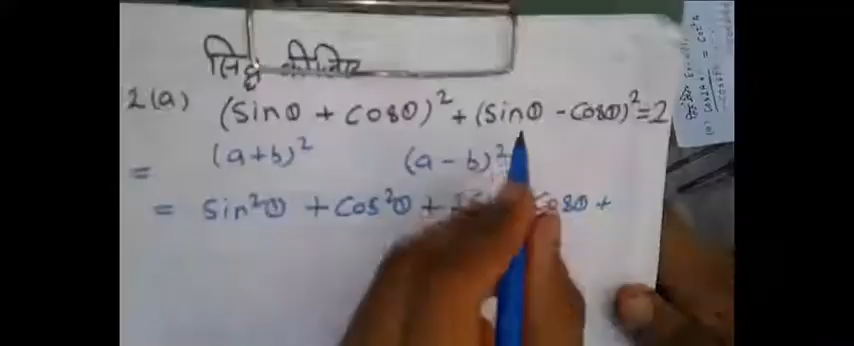 सिद्ध कीजिए
2(a) (sinθ + cosθ)² + (sinθ - cosθ)² = 2
= (a+b)² (a-b)²
= sin²θ + cos²θ + cosθ +